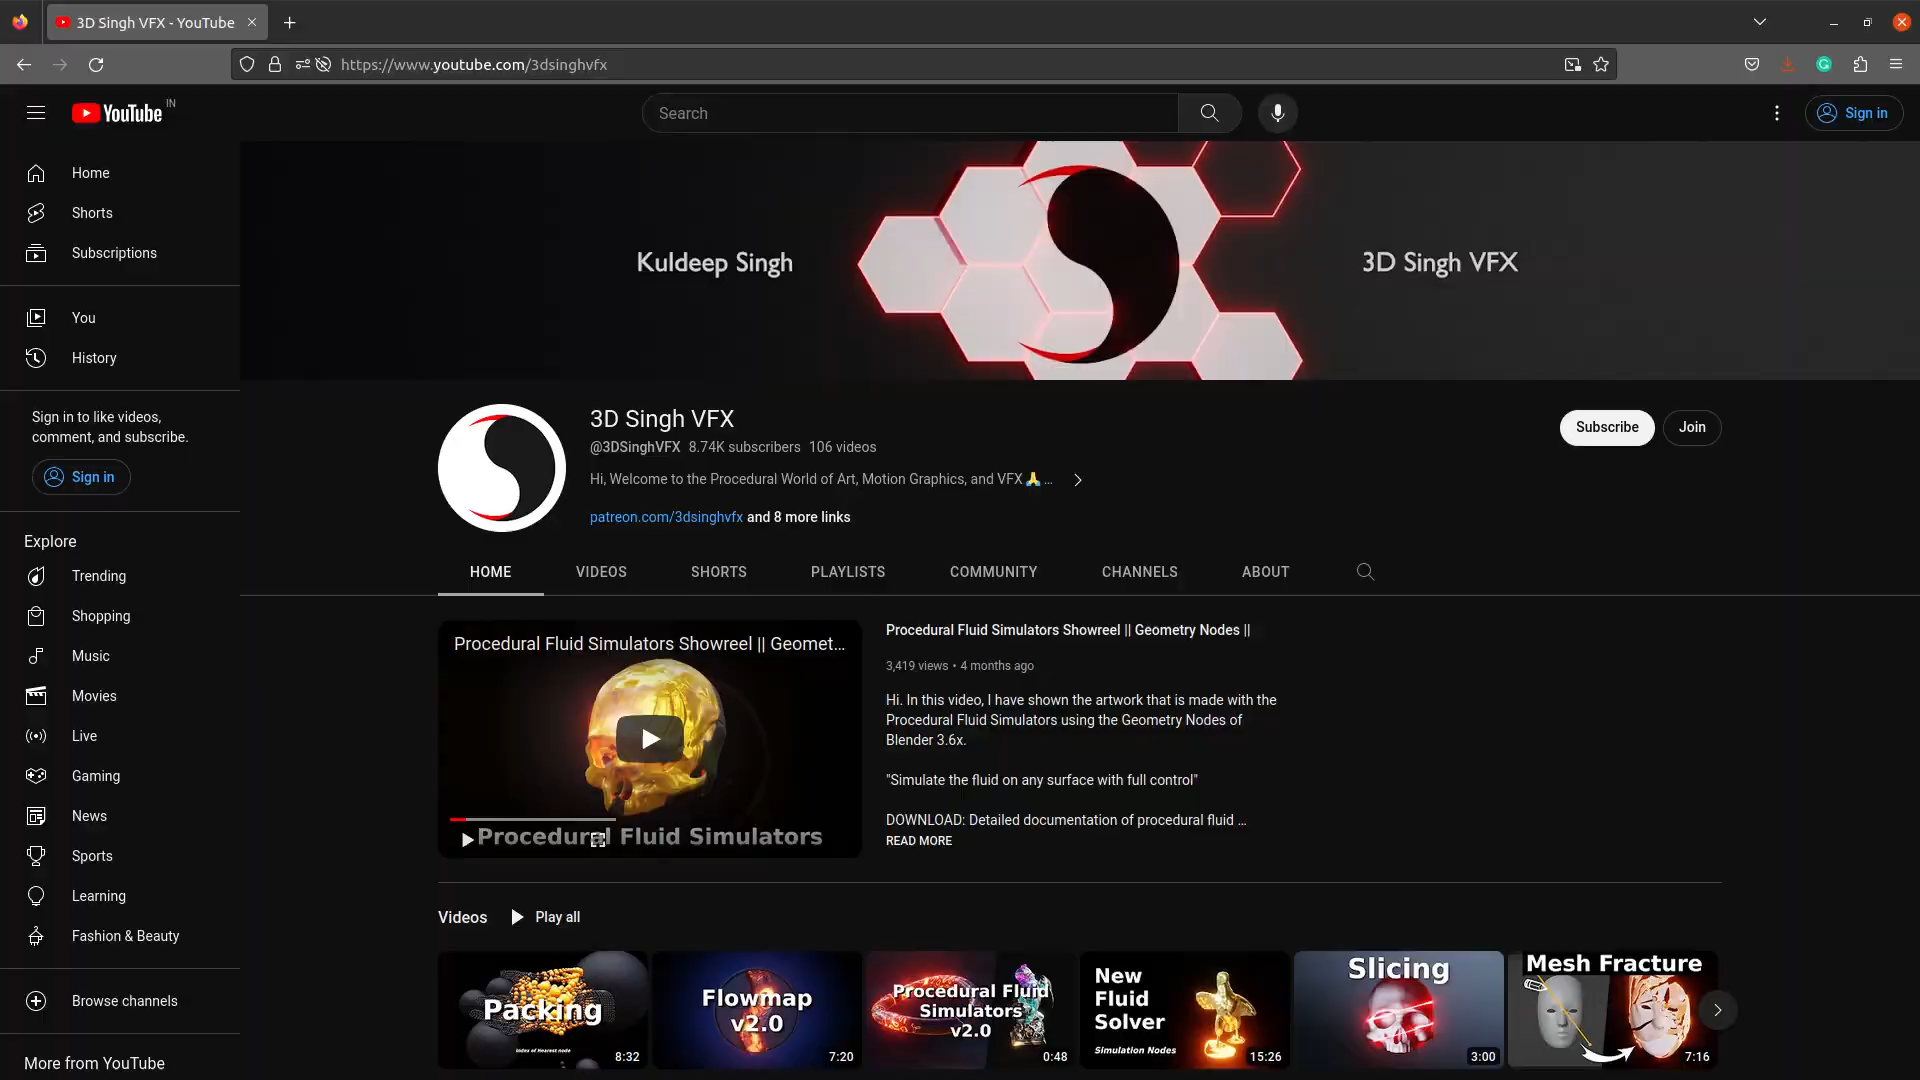 3D Singh VFX - YouTube
https://www.youtube.com/3dsinghvfx
YouTube IN
Search
Sign in
Home
Shorts
Subscriptions
You
History
Sign in to like videos,
comment, and subscribe.
Sign in
Explore
Trending
Shopping
Music
Movies
Live
Gaming
News
Sports
Learning
Fashion & Beauty
Browse channels
More from YouTube
Kuldeep Singh
3D Singh VFX
3D Singh VFX
@3DSinghVFX 8.74K subscribers 106 videos
Hi, Welcome to the Procedural World of Art, Motion Graphics, and VFX🙏...
patreon.com/3dsinghvfx and 8 more links
Subscribe
Join
HOME
VIDEOS
SHORTS
PLAYLISTS
COMMUNITY
CHANNELS
ABOUT
Procedural Fluid Simulators Showreel || Geomet...
Procedural Fluid Simulators
Procedural Fluid Simulators Showreel || Geometry Nodes ||
3,419 views • 4 months ago
Hi. In this video, I have shown the artwork that is made with the
Procedural Fluid Simulators using the Geometry Nodes of
Blender 3.6x.
"Simulate the fluid on any surface with full control"
DOWNLOAD: Detailed documentation of procedural fluid ...
READ MORE
Videos
Play all
Packing
Index of Nearest node
8:32
Flowmap
v2.0
7:20
Procedural Fluid
Simulators
v2.0
0:48
New
Fluid
Solver
Simulation Nodes
15:26
Slicing
3:00
Mesh Fracture
7:16